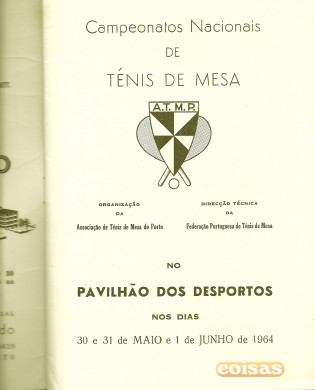 Campeonatos Nacionais
DE
TÉNIS DE MESA
A.T.M.P.
ORGANIZAÇÃO
DA
Associação de Ténis de Mesa do Porto
DIRECÇÃO TÉCNICA
DA
Federação Portuguesa de Ténis de Mesa
NO
PAVILHÃO DOS DESPORTOS
NOS DIAS
30 e 31 de MAIO e 1 de JUNHO de 1964
coisas